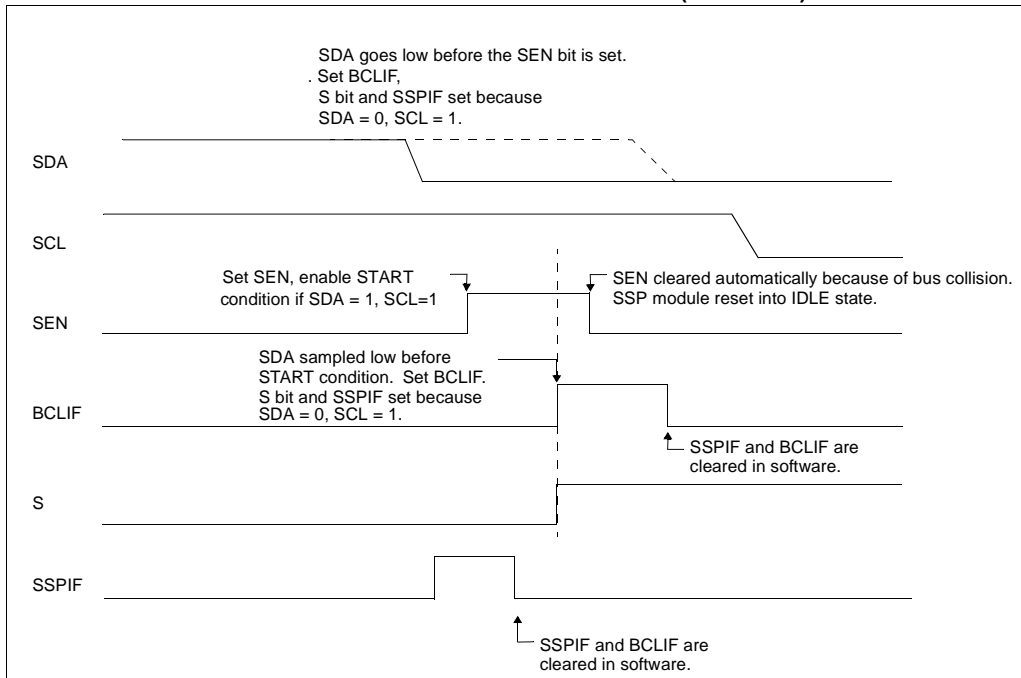 SDA goes low before the SEN bit is set.
. Set BCLIF,
S bit and SSPIF set because
SDA = 0, SCL = 1.
SDA
SCL
Set SEN, enable START
condition if SDA = 1, SCL=1
SEN cleared automatically because of bus collision.
SSP module reset into IDLE state.
SEN
SDA sampled low before
START condition. Set BCLIF.
S bit and SSPIF set because
SDA = 0, SCL = 1.
BCLIF
SSPIF and BCLIF are
cleared in software.
S
SSPIF
SSPIF and BCLIF are
cleared in software.